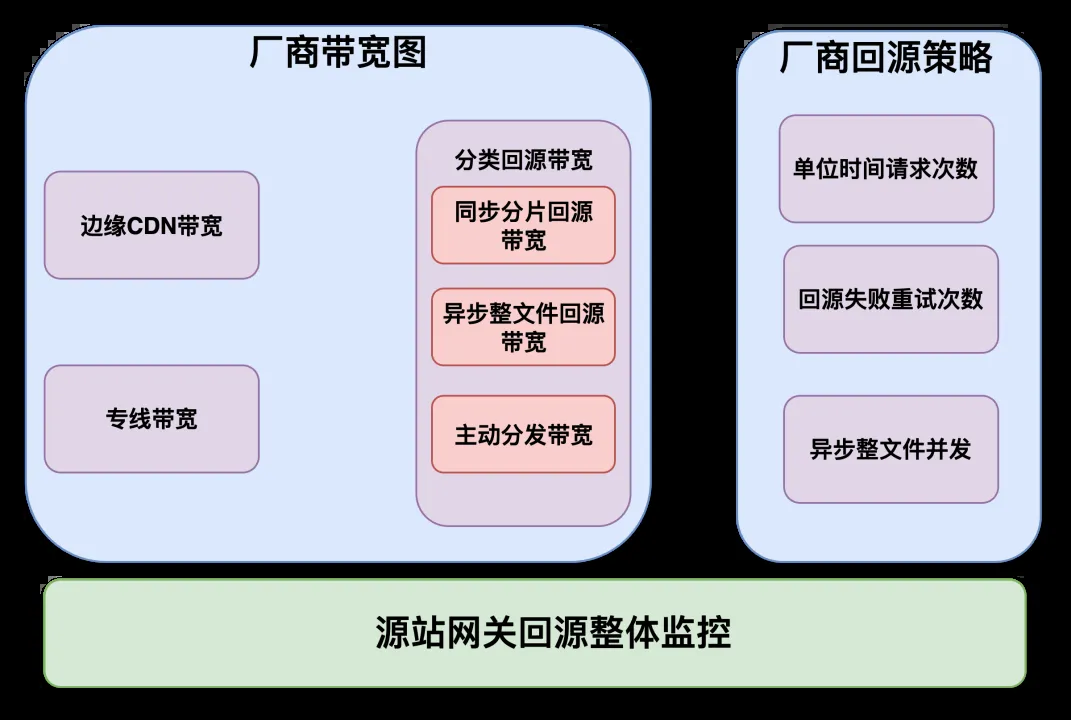 厂商带宽图
边缘CDN带宽
专线带宽
分类回源带宽
同步分片回源
带宽
异步整文件回源
带宽
主动分发带宽
厂商回源策略
单位时间请求次数
回源失败重试次数
异步整文件并发
源站网关回源整体监控